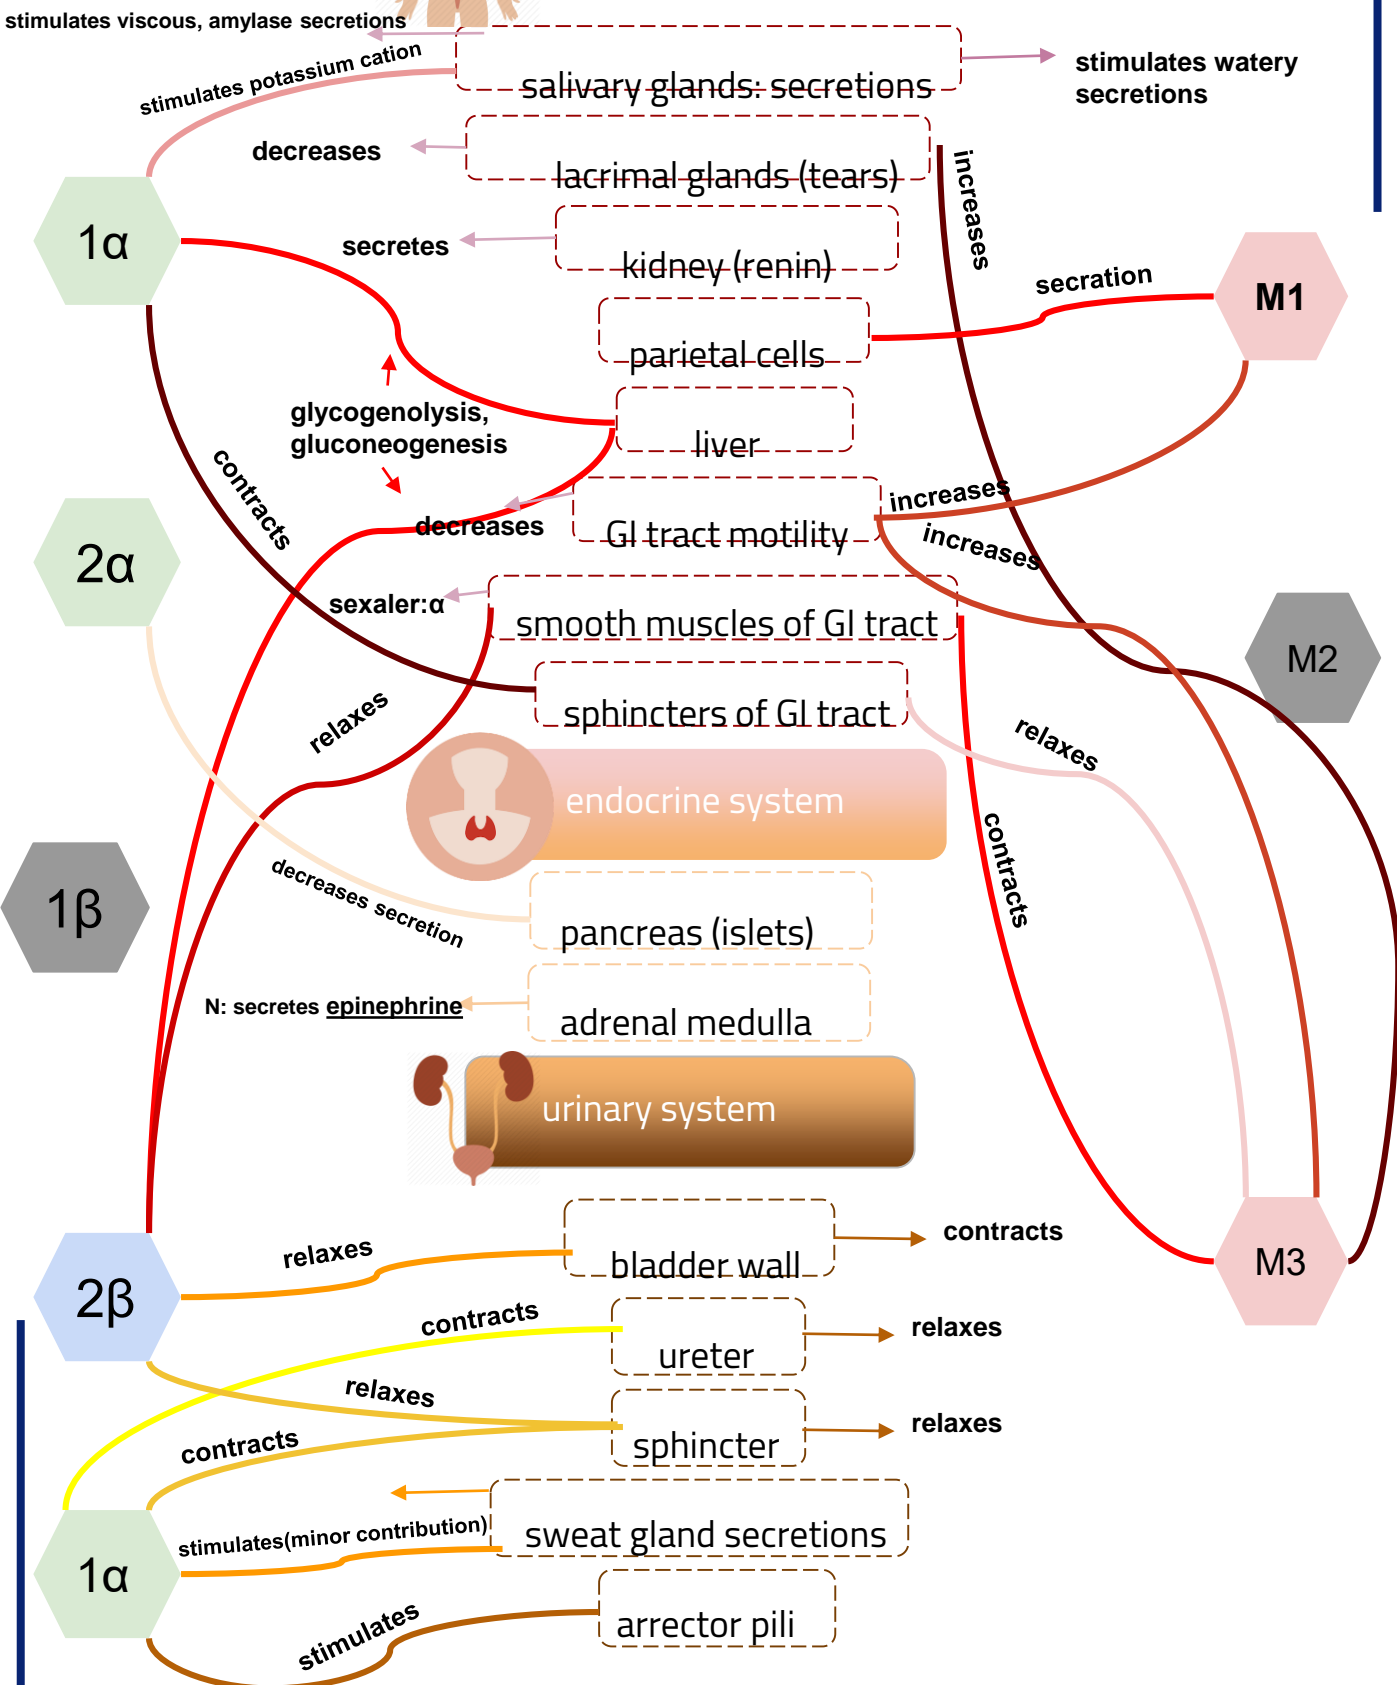 stimulates viscous, amylase secretions
stimulates potassium cation
salivary glands: secretions
stimulates watery
secretions
decreases
lacrimal glands (tears)
increases
1α
secretes
kidney (renin)
secration
M1
parietal cells
glycogenolysis,
gluconeogenesis
liver
contracts
decreases
GI tract motility
increases
increases
2α
sexaler:α
smooth muscles of GI tract
M2
relaxes
sphincters of GI tract
relaxes
endocrine system
contracts
1β
decreases secretion
pancreas (islets)
N: secretes epinephrine
adrenal medulla
urinary system
relaxes
bladder wall
contracts
M3
2β
contracts
ureter
relaxes
relaxes
contracts
sphincter
relaxes
stimulates(minor contribution)
sweat gland secretions
1α
stimulates
arrector pili